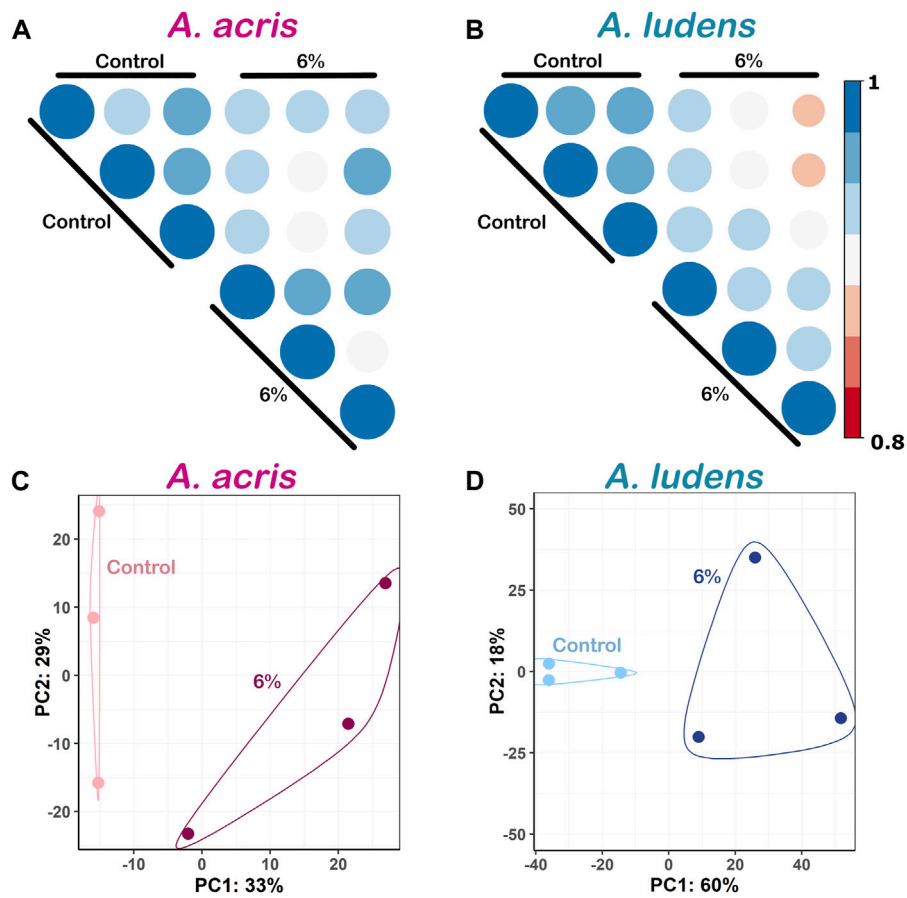 A
A. acris
B
A. ludens
Control
6%
Control
6%
1
Control
Control
6%
6%
0.8
C
A. acris
D
A. ludens
20
10
0
-10
-20
PC2: 29%
Control
6%
-10
0
10
20
PC1: 33%
50
25
0
-25
-50
PC2: 18%
6%
Control
-40
-20
0
20
40
PC1: 60%